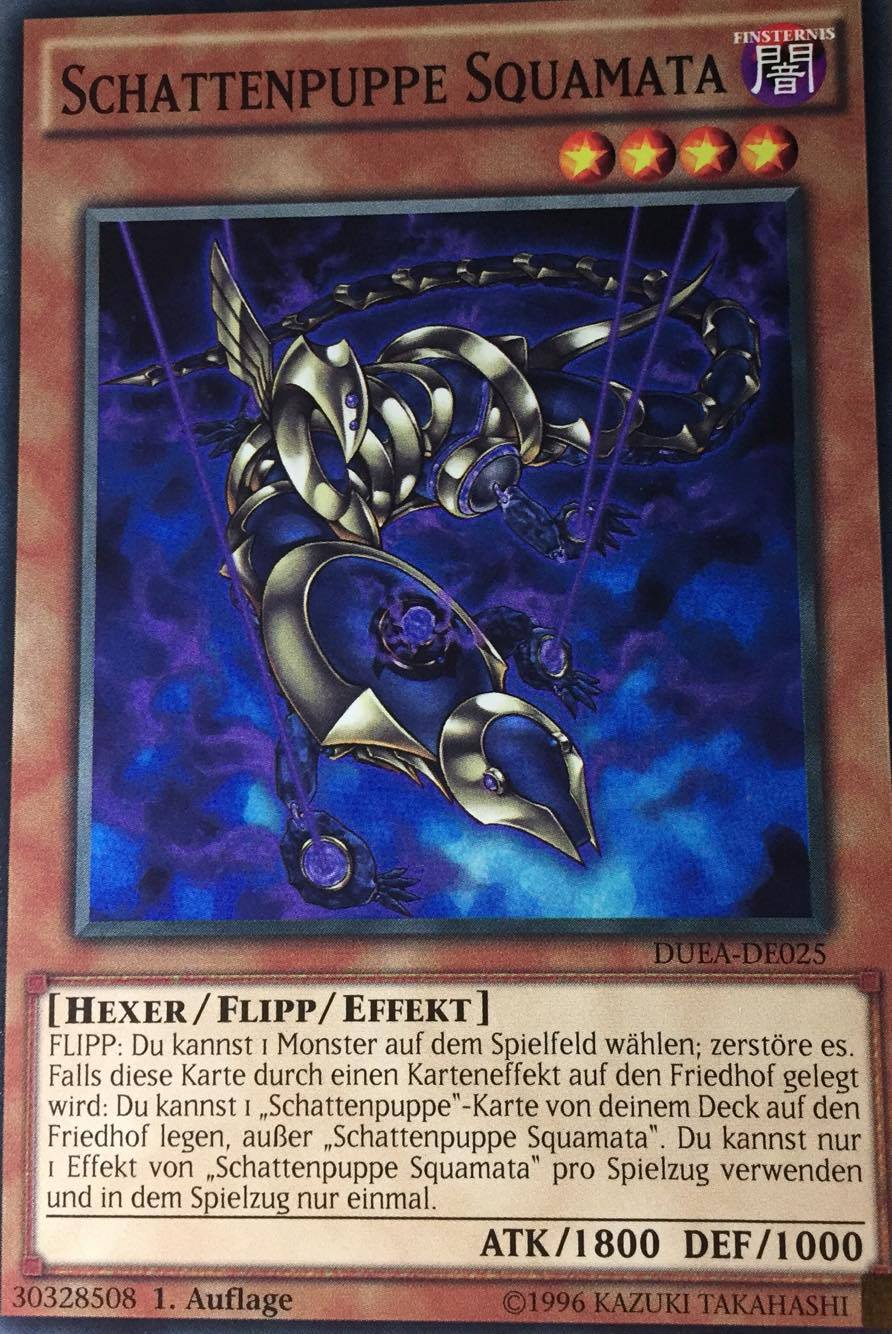 SCHATTENPUPPE SQUAMATA
FINSTERNIS
闇
DUEA-DE025
[HEXER/FLIPP/EFFEKT]
FLIPP: Du kannst 1 Monster auf dem Spielfeld wählen; zerstöre es.
Falls diese Karte durch einen Karteneffekt auf den Friedhof gelegt
wird: Du kannst 1 „Schattenpuppe"-Karte von deinem Deck auf den
Friedhof legen, außer „Schattenpuppe Squamata". Du kannst nur
1 Effekt von „Schattenpuppe Squamata" pro Spielzug verwenden
und in dem Spielzug nur einmal.
ATK/1800 DEF/1000
30328508 1. Auflage ©1996 KAZUKI TAKAHASHI